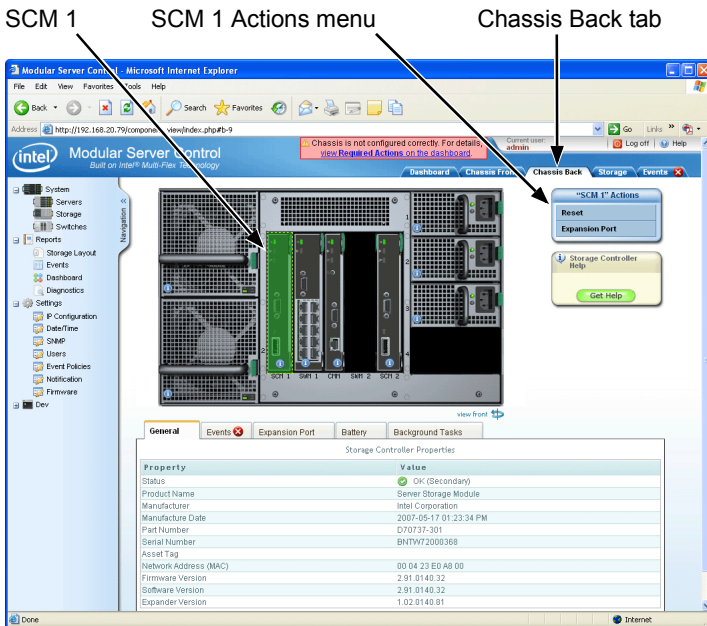 SCM 1 SCM 1 Actions menu Chassis Back tab
Modular Server Control - Microsoft Internet Explorer
File Edit View Favorites Tools Help
Back Search Favorites
Address http://192.168.20.79/component_view/index.php#b-9 Go Links »
intel Modular Server Control
Built on Intel® Multi-Flex Technology
Chassis is not configured correctly. For details,
view Required Actions on the dashboard.
Current user:
admin
Log off Help
Dashboard Chassis Front Chassis Back Storage Events
System
Servers
Storage
Switches
Reports
Storage Layout
Events
Dashboard
Diagnostics
Settings
IP Configuration
Date/Time
SNMP
Users
Event Policies
Notification
Firmware
Dev
Navigation
1
2
3
2 4
SCM 1 SWM 1 CMM SWM 2 SCM 2
view front
"SCM 1" Actions
Reset
Expansion Port
Storage Controller
Help
Get Help
General Events Expansion Port Battery Background Tasks
Storage Controller Properties
Property Value
Status OK (Secondary)
Product Name Server Storage Module
Manufacturer Intel Corporation
Manufacture Date 2007-05-17 01:23:34 PM
Part Number D70737-301
Serial Number BNTW72000368
Asset Tag
Network Address (MAC) 00 04 23 E0 A8 00
Firmware Version 2.91.0140.32
Software Version 2.91.0140.32
Expander Version 1.02.0140.81
Done Internet